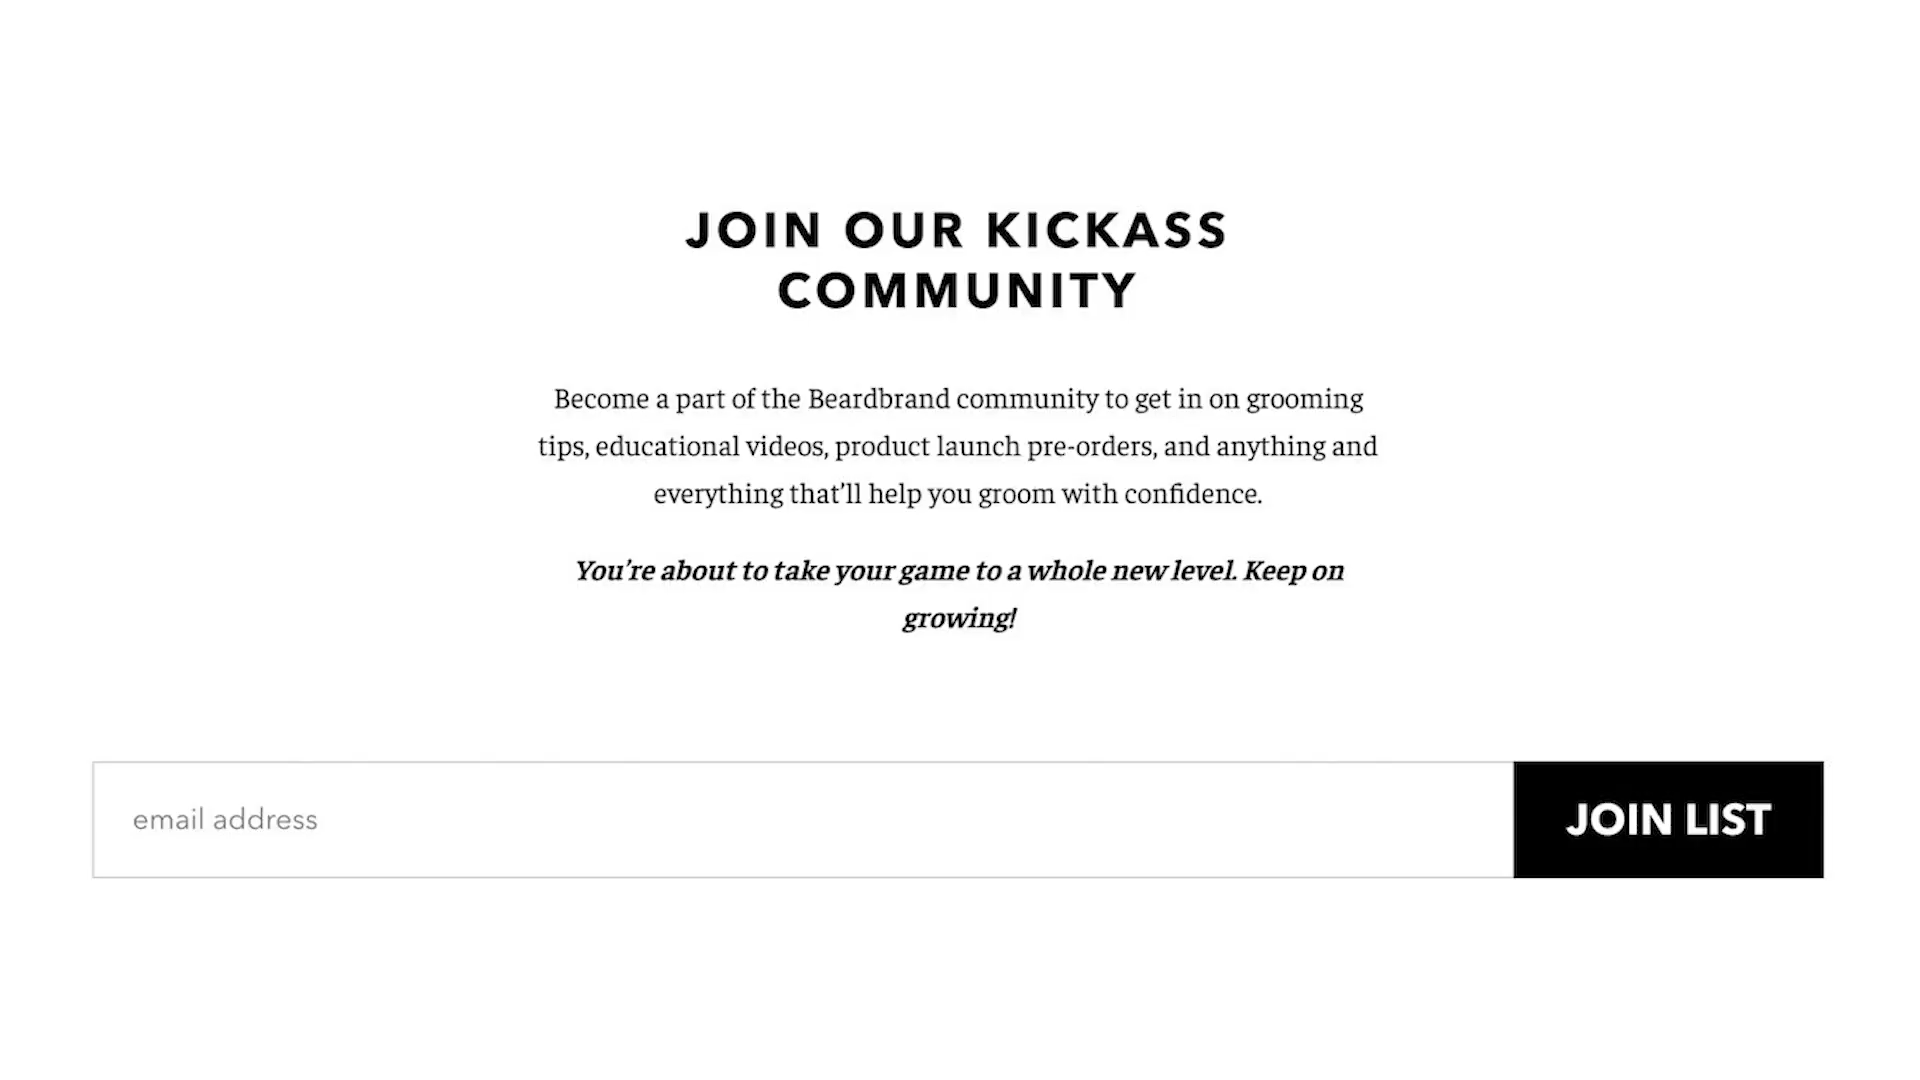 JOIN OUR KICKASS
COMMUNITY
Become a part of the Beardbrand community to get in on grooming
tips, educational videos, product launch pre-orders, and anything and
everything that’ll help you groom with confidence.
You’re about to take your game to a whole new level. Keep on
growing!
email address
JOIN LIST